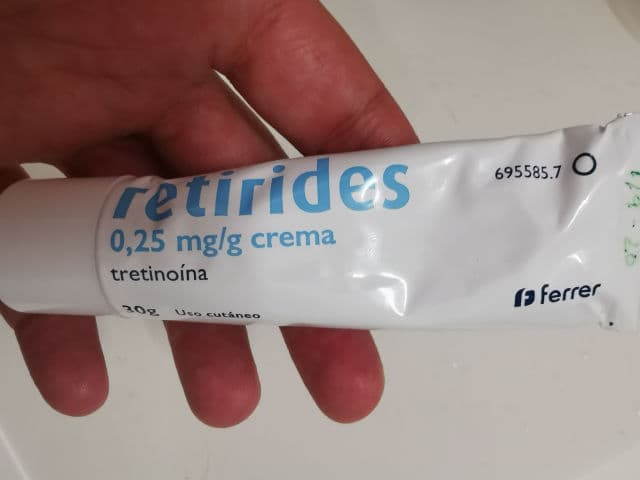 retirides
0,25 mg/g crema
tretinoína
30g Uso cutáneo
695585.7
ferrer